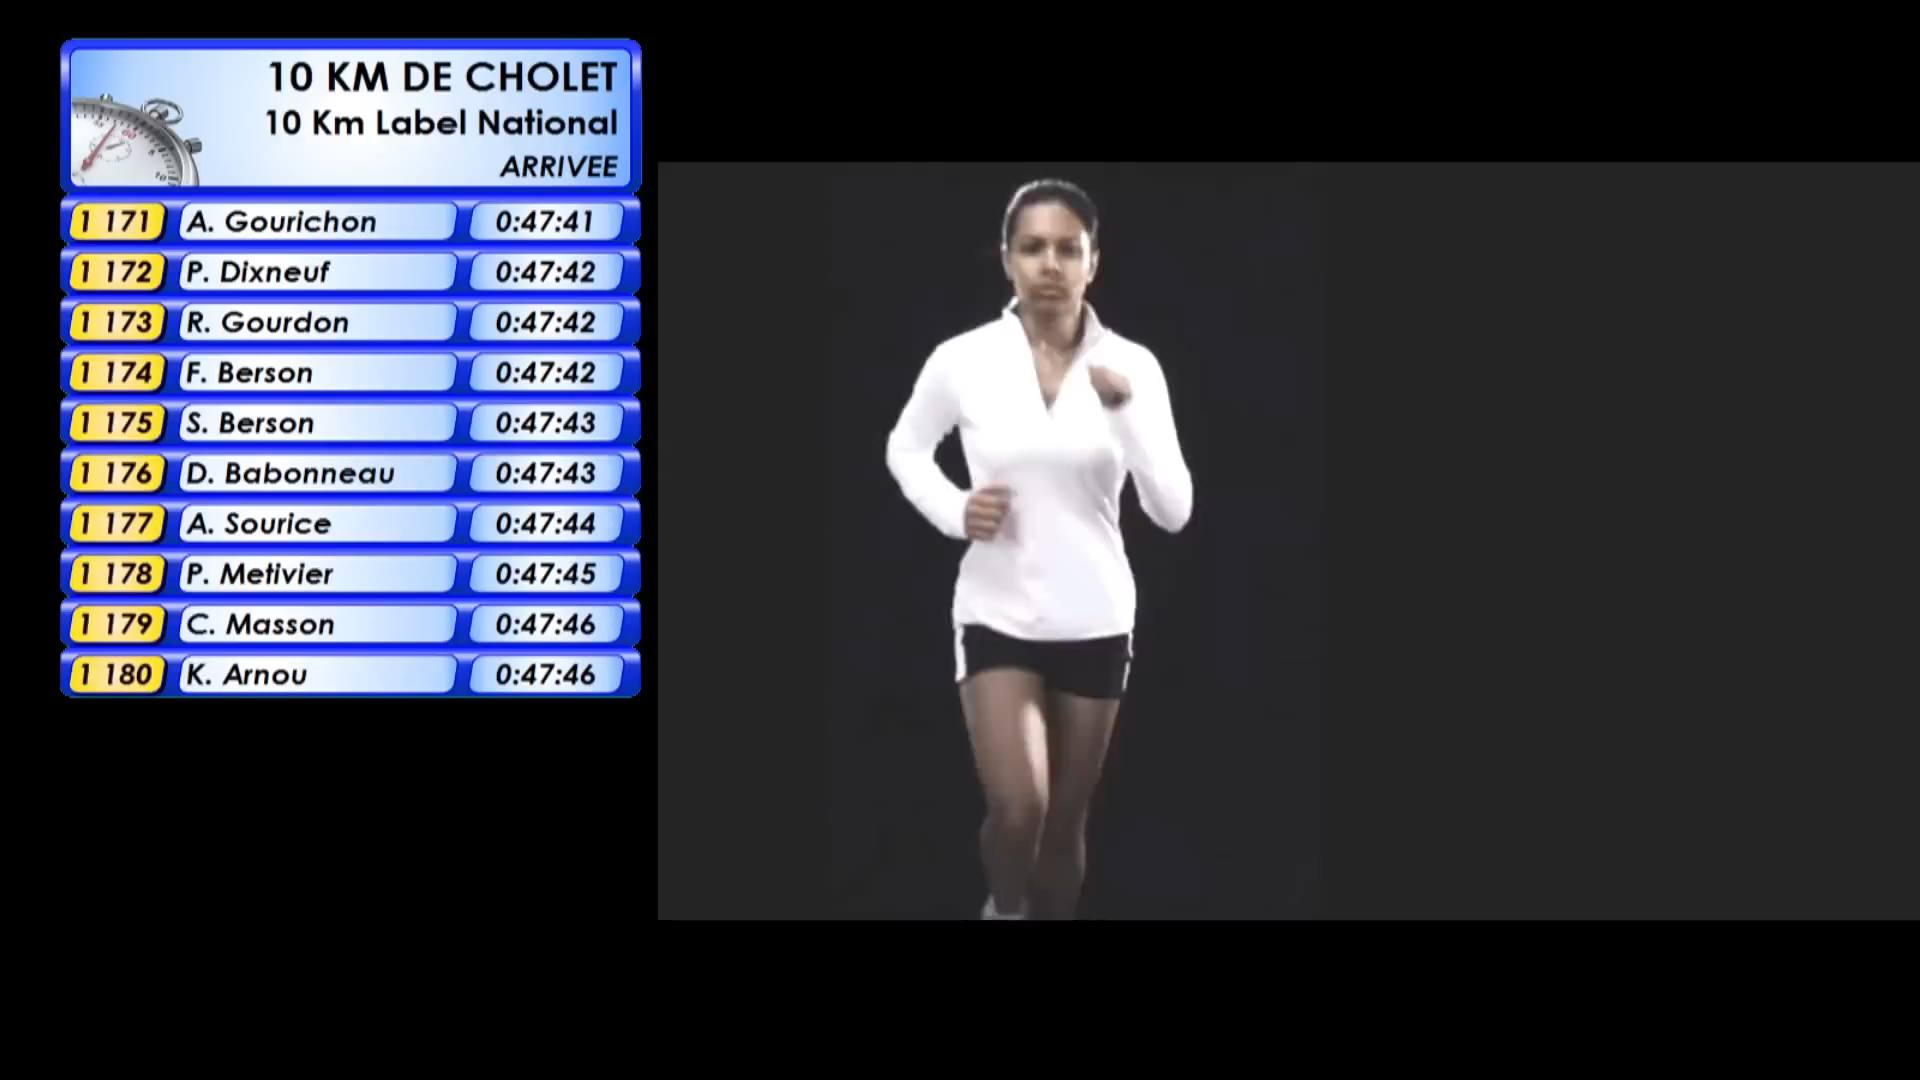 10 KM DE CHOLET
10 Km Label National
ARRIVEE
1 171 A. Gourichon 0:47:41
1 172 P. Dixneuf 0:47:42
1 173 R. Gourdon 0:47:42
1 174 F. Berson 0:47:42
1 175 S. Berson 0:47:43
1 176 D. Babonneau 0:47:43
1 177 A. Sourice 0:47:44
1 178 P. Metivier 0:47:45
1 179 C. Masson 0:47:46
1 180 K. Arnou 0:47:46